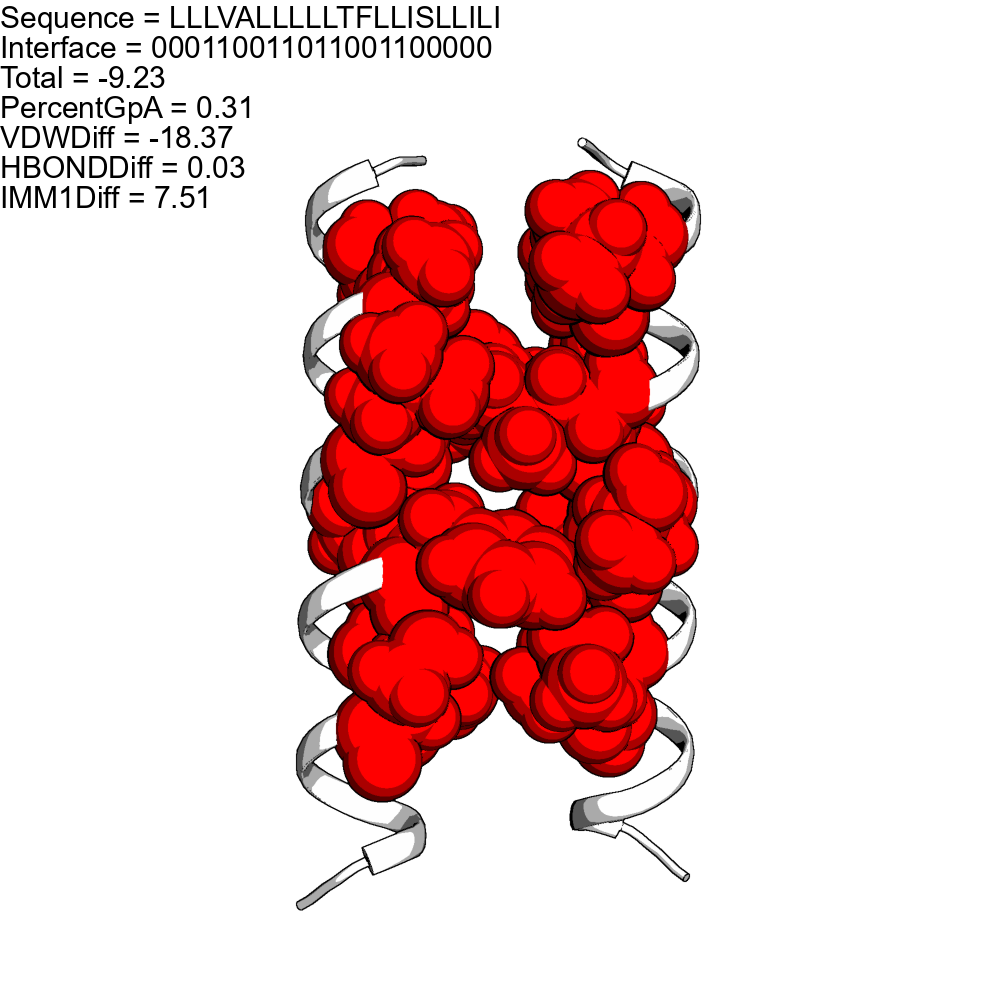 Sequence = LLLVALLLLLTFLLISLLILI
Interface = 000110011011001100000
Total = -9.23
PercentGpA = 0.31
VDWDiff = -18.37
HBONDDiff = 0.03
IMM1Diff = 7.51